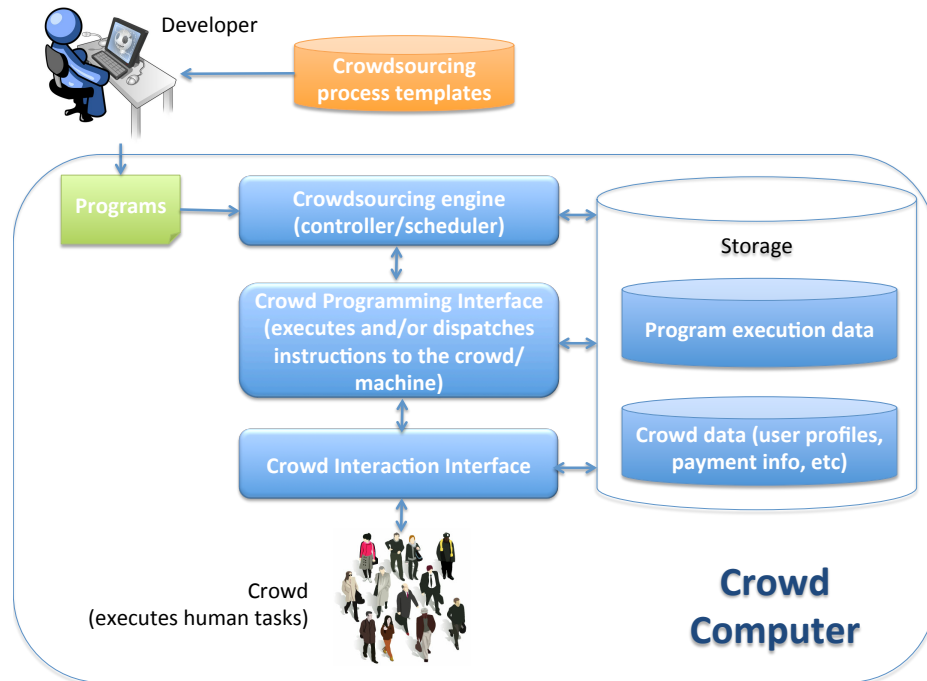 Developer
Crowdsourcing
process templates
Programs
Crowdsourcing engine
(controller/scheduler)
Storage
Crowd Programming Interface
(executes and/or dispatches
instructions to the crowd/
machine)
Program execution data
Crowd Interaction Interface
Crowd data (user profiles,
payment info, etc)
Crowd
(executes human tasks)
Crowd
Computer